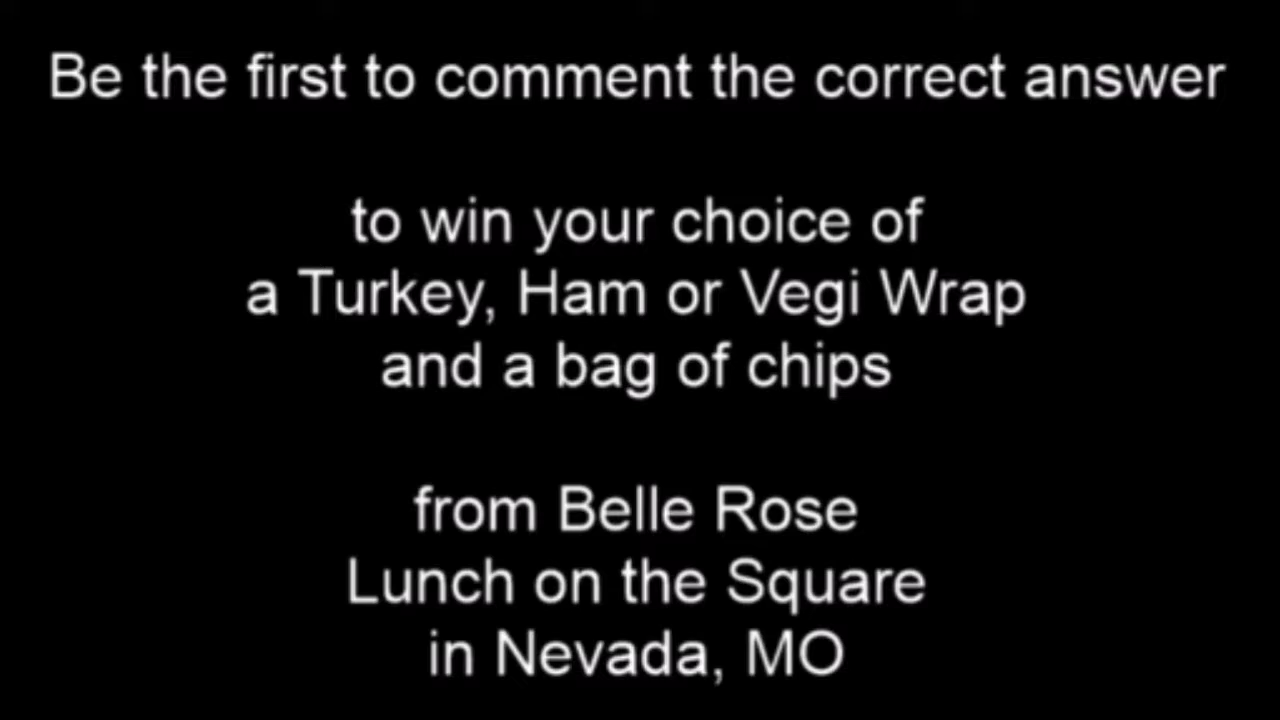 Be the first to comment the correct answer
to win your choice of
a Turkey, Ham or Vegi Wrap
and a bag of chips
from Belle Rose
Lunch on the Square
in Nevada, MO